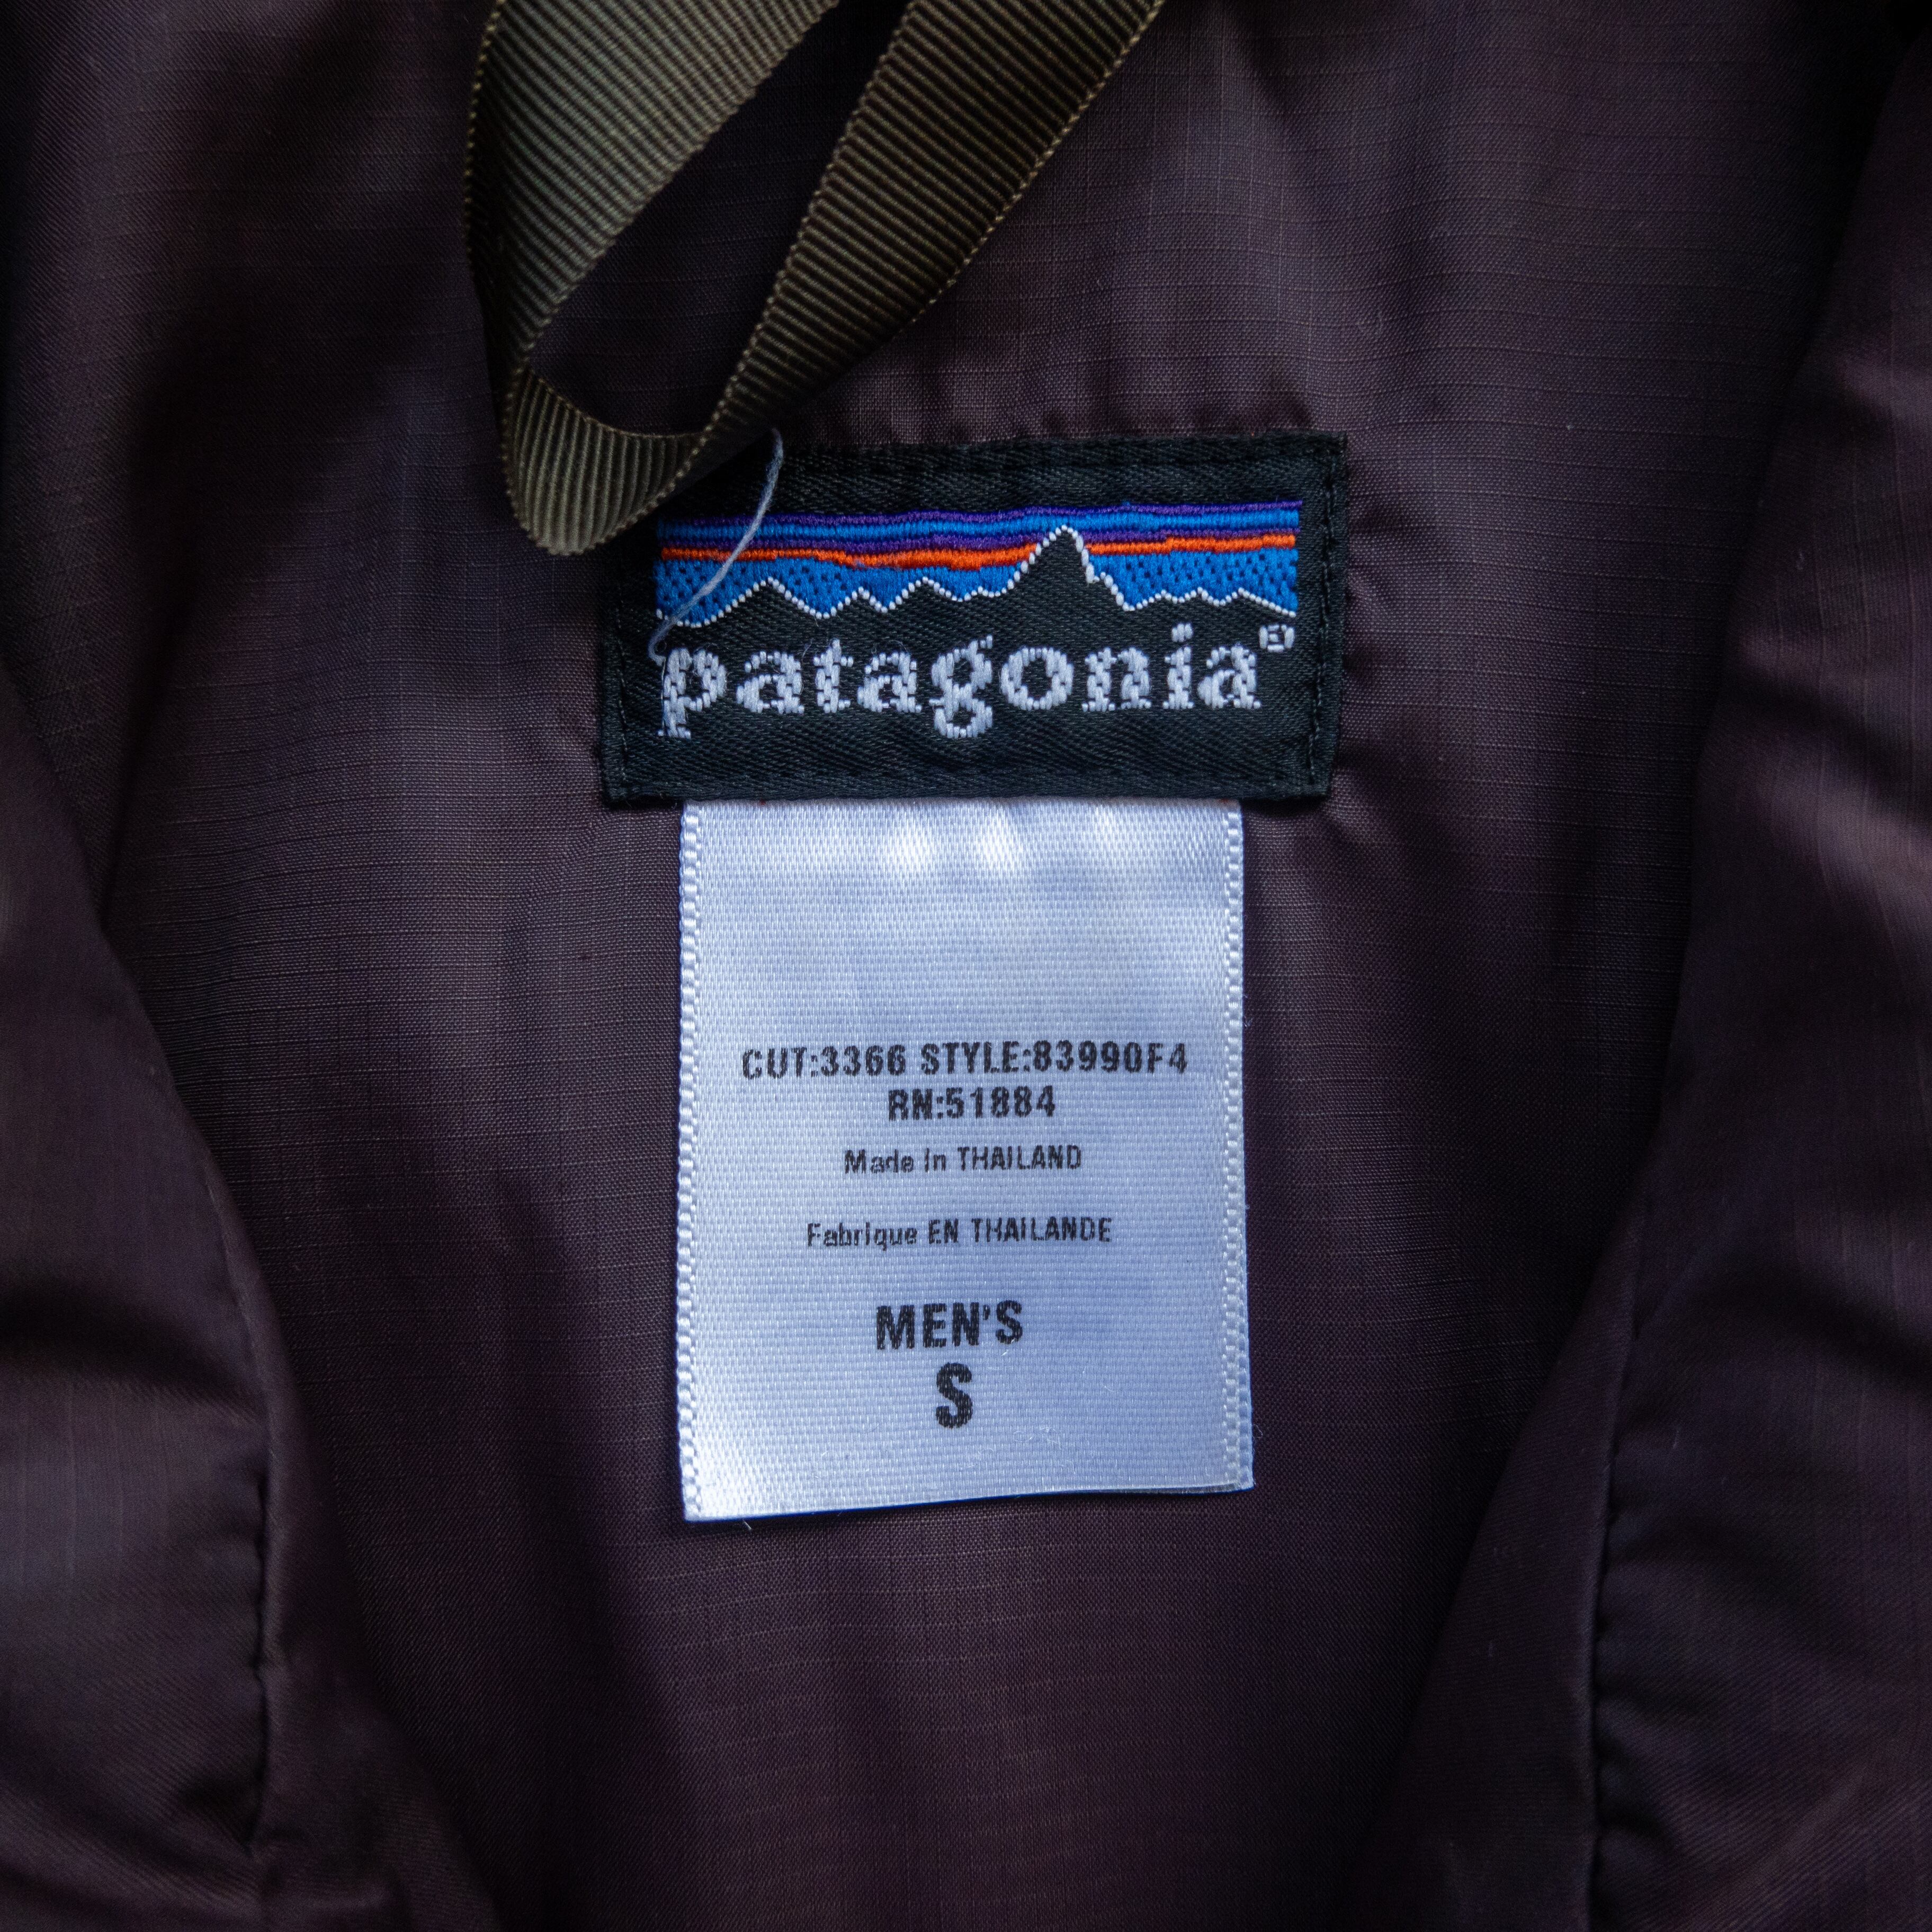 patagonia®
CUT:3366 STYLE:83990F4
RN:51884
Made in THAILAND
Fabrique EN THAILANDE
MEN'S
S